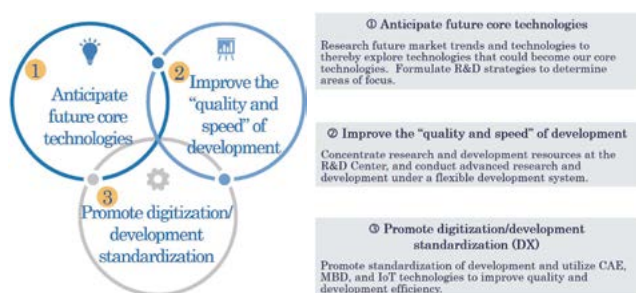 1
Anticipate
future core
technologies
2
Improve the
“quality and
speed” of
development
3
Promote digitization/
development
standardization
① Anticipate future core technologies
Research future market trends and technologies to
thereby explore technologies that could become our core
technologies. Formulate R&D strategies to determine
areas of focus.
② Improve the “quality and speed” of development
Concentrate research and development resources at the
R&D Center, and conduct advanced research and
development under a flexible development system.
③ Promote digitization/development
standardization (DX)
Promote standardization of development and utilize CAE,
MBD, and IoT technologies to improve quality and
development efficiency.